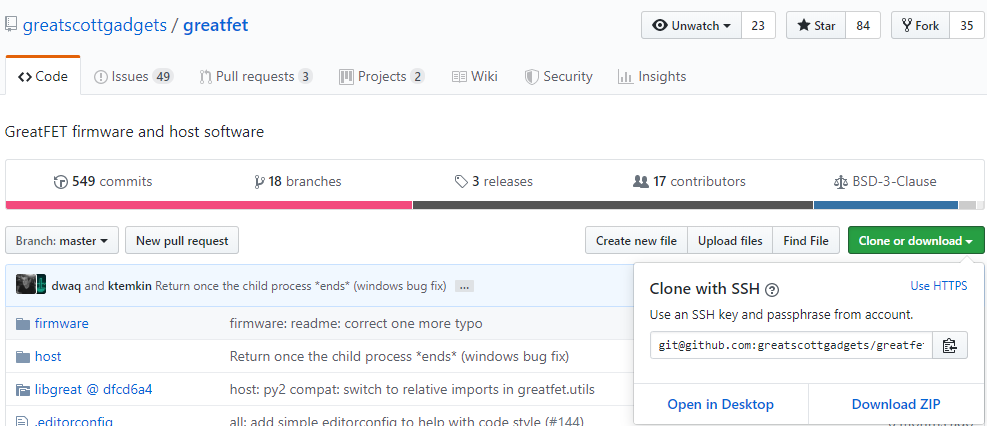 greatscottgadgets / greatfet Unwatch 23 Star 84 Fork 35
Code Issues 49 Pull requests 3 Projects 2 Wiki Security Insights
GreatFET firmware and host software
549 commits 18 branches 3 releases 17 contributors BSD-3-Clause
Branch: master New pull request Create new file Upload files Find File Clone or download
dwaq and ktemkin Return once the child process *ends* (windows bug fix) ...
Clone with SSH ? Use HTTPS
Use an SSH key and passphrase from account.
firmware firmware: readme: correct one more typo
git@github.com:greatscottgadgets/greatfe
host Return once the child process *ends* (windows bug fix)
libgreat @ dfcd6a4 host: py2 compat: switch to relative imports in greatfet.utils
Open in Desktop Download ZIP
.editorconfig all: add simple editorconfig to help with code style (#144)